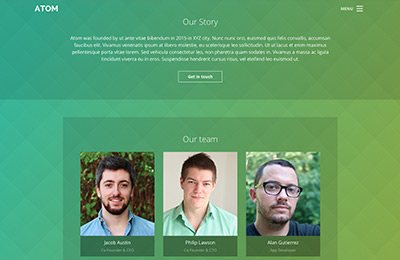 ATOM
MENU
Our Story
Atom was founded by ut ante vitae bibendum in 2015 in XYZ city. Nunc nunc orci, euismod quis felis convallis, accumsan
faucibus elit. Vivamus venenatis ipsum at libero molestie, eu scelerisque leo sollicitudin. Ut ut lacus et enim maximus
pellentesque porta vitae lorem. Sed vehicula consectetur leo, non pharetra quam sodales in. Vivamus a massa ac ligula
tincidunt viverra eu in eros. Suspendisse hendrerit cursus risus, vel eleifend leo euismod ut.
Get in touch
Our team
Jacob Austin
Co-Founder & CEO
Philip Lawson
Co-Founder & CTO
Alan Gutierrez
App Developer